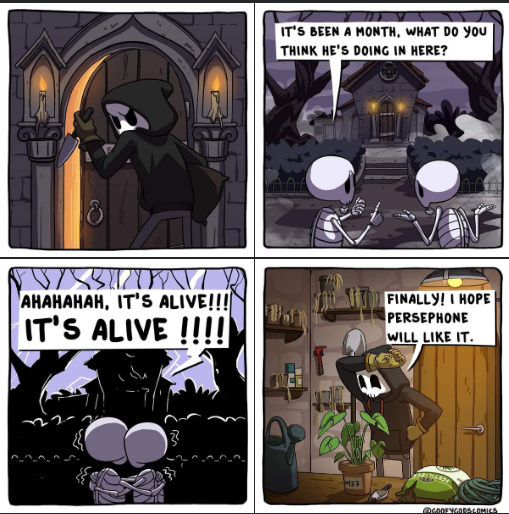 IT'S BEEN A MONTH, WHAT DO YOU
THINK HE'S DOING IN HERE?
AHAHAHAH, IT'S ALIVE!!!
IT'S ALIVE !!!!
FINALLY! I HOPE
PERSEPHONE
WILL LIKE IT.
#137
@GOOFYGODSCOMICS